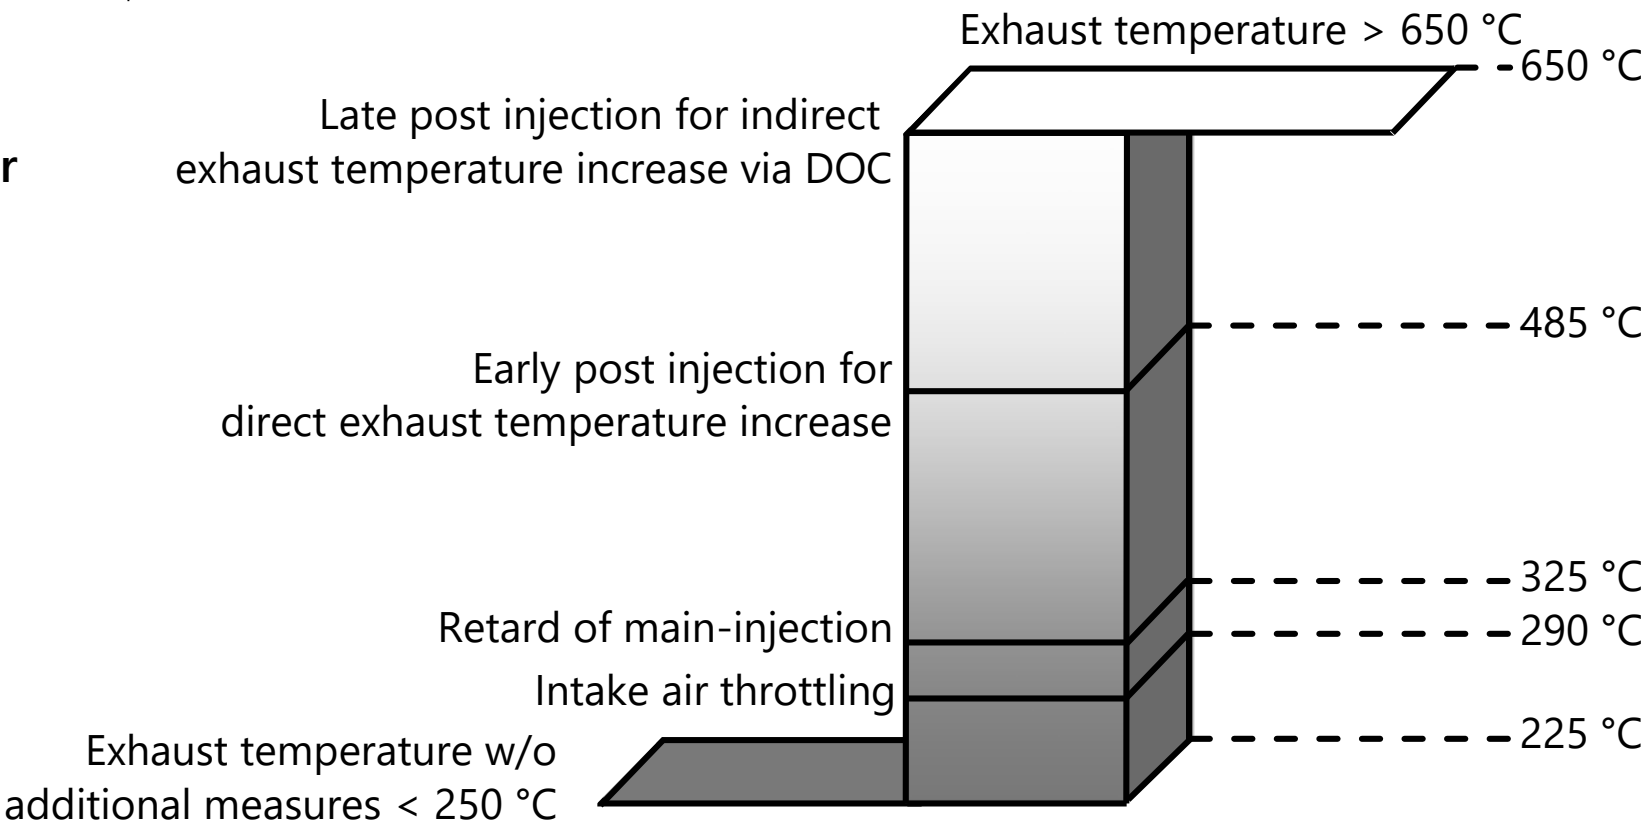 Exhaust temperature > 650 °C
650 °C
Late post injection for indirect
exhaust temperature increase via DOC
r
485 °C
Early post injection for
direct exhaust temperature increase
325 °C
Retard of main-injection
290 °C
Intake air throttling
225 °C
Exhaust temperature w/o
additional measures < 250 °C